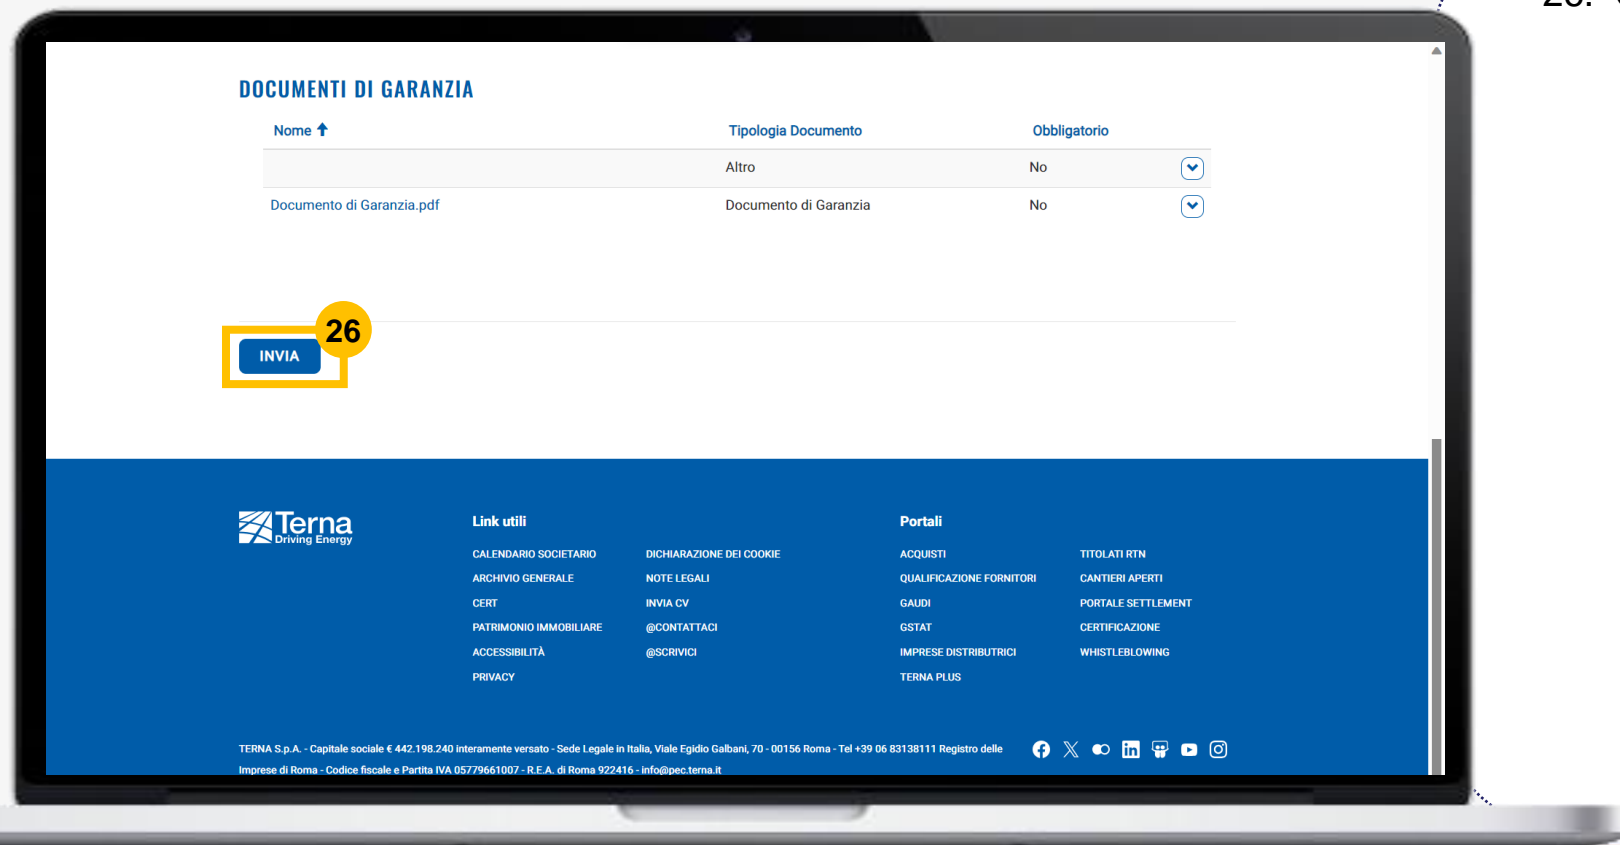 26.
DOCUMENTI DI GARANZIA
Nome Tipologia Documento Obbligatorio
Altro No
Documento di Garanzia.pdf Documento di Garanzia No
26
INVIA
Terna
Driving Energy
Link utili
CALENDARIO SOCIETARIO DICHIARAZIONE DEI COOKIE
ARCHIVIO GENERALE NOTE LEGALI
CERT INVIA CV
PATRIMONIO IMMOBILIARE @CONTATTACI
ACCESSIBILITÀ @SCRIVICI
PRIVACY
Portali
ACQUISTI TITOLATI RTN
QUALIFICAZIONE FORNITORI CANTIERI APERTI
GAUDI PORTALE SETTLEMENT
GSTAT CERTIFICAZIONE
IMPRESE DISTRIBUTRICI WHISTLEBLOWING
TERNA PLUS
TERNA S.p.A. - Capitale sociale € 442.198.240 interamente versato - Sede Legale in Italia, Viale Egidio Galbani, 70 - 00156 Roma - Tel +39 06 83138111 Registro delle
Imprese di Roma - Codice fiscale e Partita IVA 05779661007 - R.E.A. di Roma 922416 - info@pec.terna.it